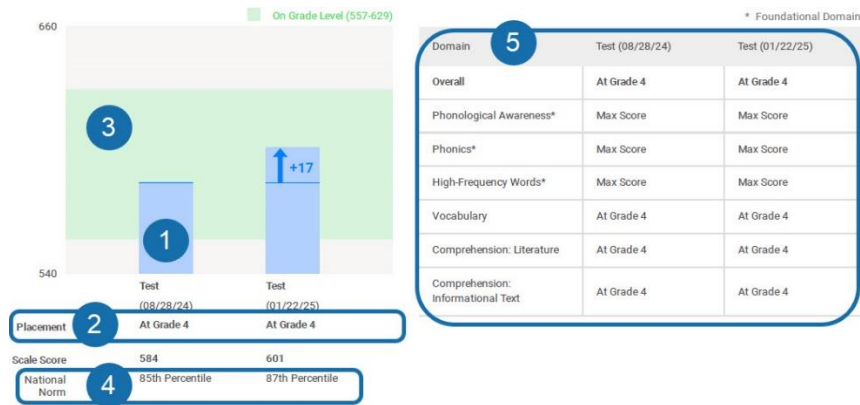 On Grade Level (557-629)
660
3
+17
1
540
Test
(08/28/24)
Test
(01/22/25)
Placement 2 At Grade 4 At Grade 4
Scale Score 584 601
National
Norm 4 85th Percentile 87th Percentile
* Foundational Domain
Domain 5 Test (08/28/24) Test (01/22/25)
Overall At Grade 4 At Grade 4
Phonological Awareness* Max Score Max Score
Phonics* Max Score Max Score
High-Frequency Words* Max Score Max Score
Vocabulary At Grade 4 At Grade 4
Comprehension: Literature At Grade 4 At Grade 4
Comprehension:
Informational Text At Grade 4 At Grade 4